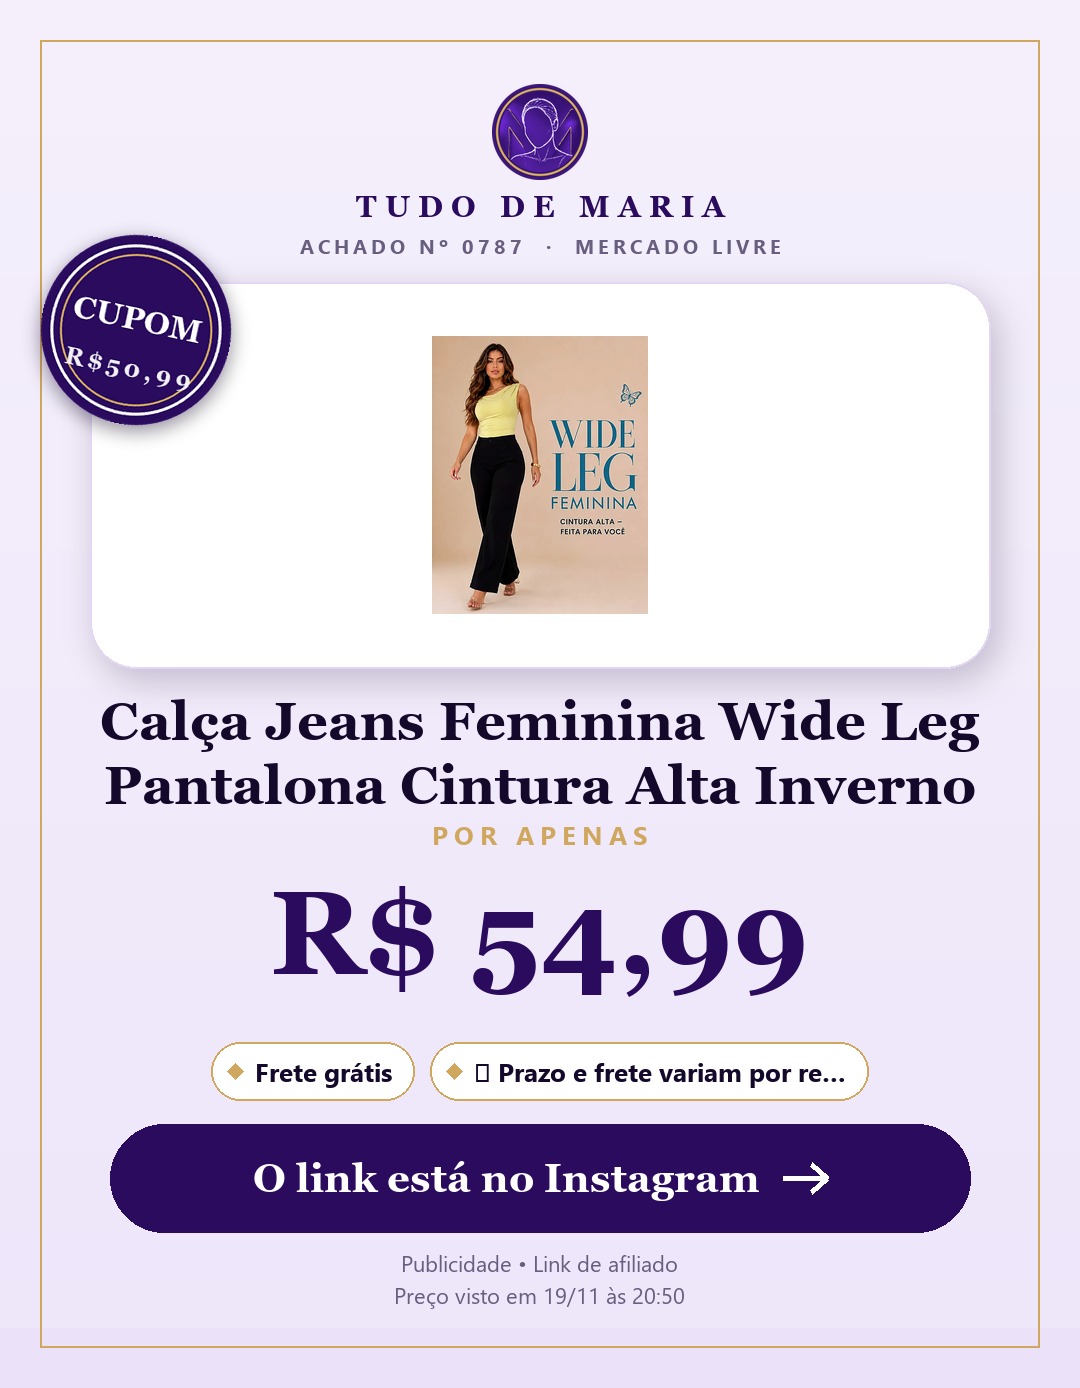 TUDO DE MARIA
ACHADO Nº 0787 · MERCADO LIVRE
CUPOM
R$50,99
WIDE
LEG
FEMININA
CINTURA ALTA –
FEITA PARA VOCÊ
Calça Jeans Feminina Wide Leg
Pantalona Cintura Alta Inverno
POR APENAS
R$ 54,99
Frete grátis
Prazo e frete variam por re...
O link está no Instagram →
Publicidade • Link de afiliado
Preço visto em 19/11 às 20:50